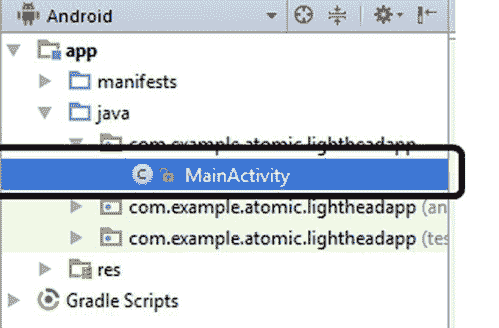 Android
app
manifests
java
com.example.atomic.lightheadapp
MainActivity
com.example.atomic.lightheadapp (an
com.example.atomic.lightheadapp (tes
res
Gradle Scripts